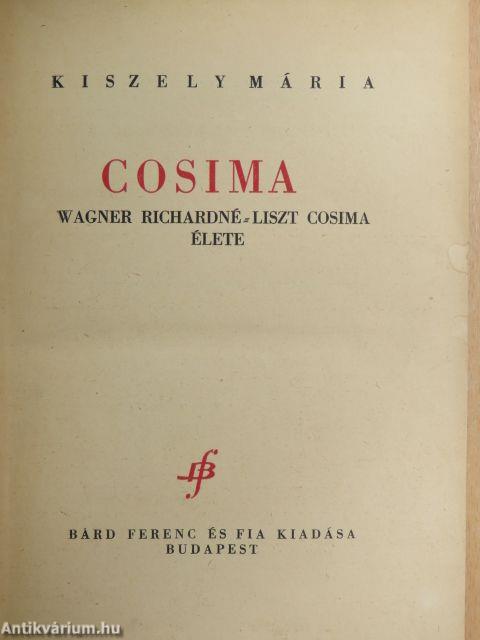 KISZELY MÁRIA
COSIMA
WAGNER RICHARDNÉ-LISZT COSIMA
ÉLETE
BÁRD FERENC ÉS FIA KIADÁSA
BUDAPEST
Antikvárium.hu